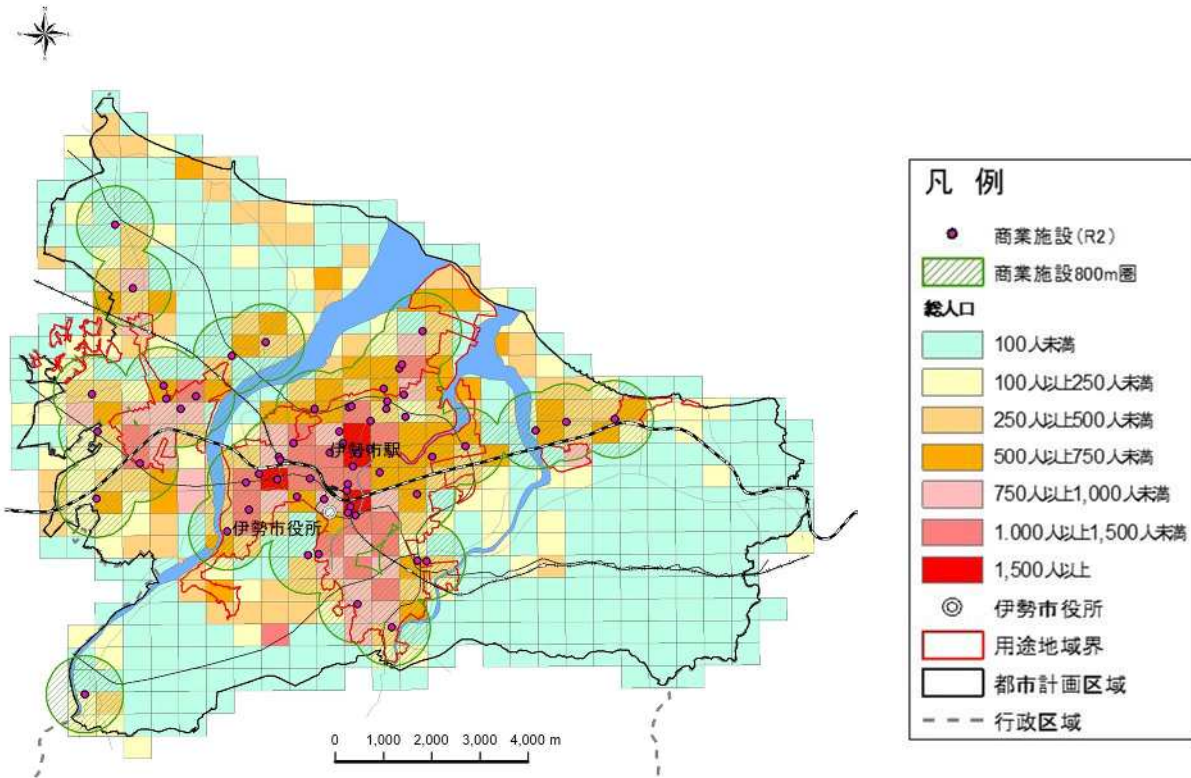 伊勢市駅
伊勢市役所
0 1,000 2,000 3,000 4,000 m
凡 例
商業施設(R2)
商業施設800m圏
総人口
100人未満
100人以上250人未満
250人以上500人未満
500人以上750人未満
750人以上1,000人未満
1.000人以上1,500人未満
1,500人以上
伊勢市役所
用途地域界
都市計画区域
行政区域